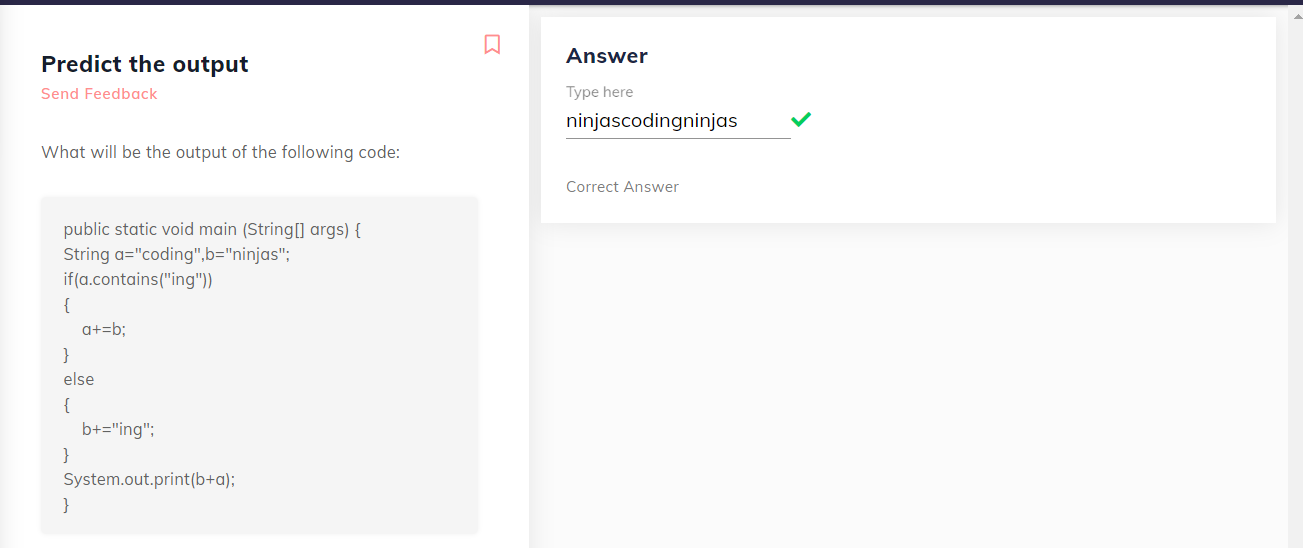 Predict the output
Send Feedback
What will be the output of the following code:
public static void main (String[] args) {
String a="coding",b="ninjas";
if(a.contains("ing"))
{
    a+=b;
}
else
{
    b+="ing";
}
System.out.print(b+a);
}
Answer
Type here
ninjascodingninjas
Correct Answer